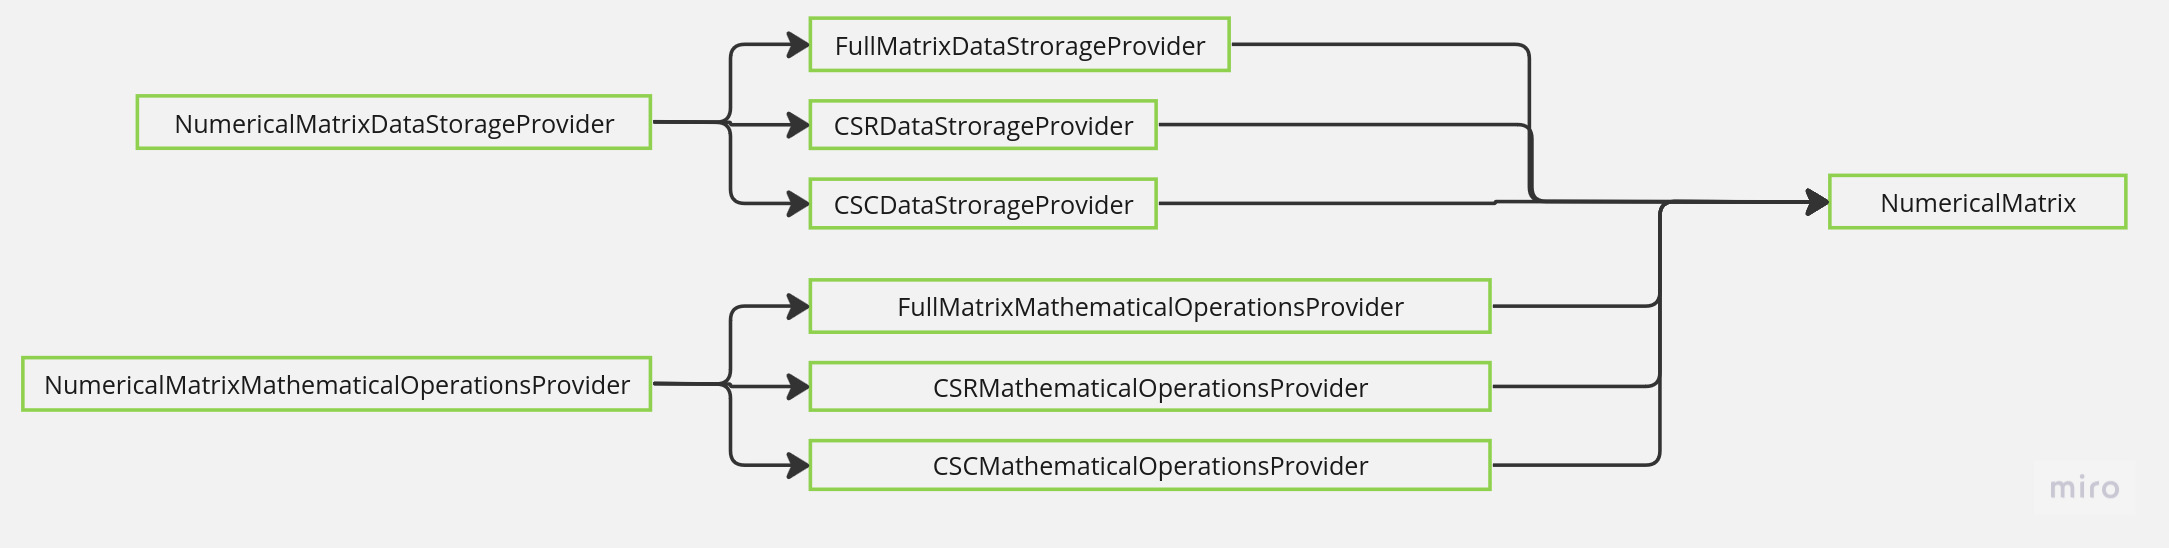 FullMatrixDataStrorageProvider
NumericalMatrixDataStorageProvider
CSRDataStrorageProvider
CSCDataStrorageProvider
NumericalMatrix
FullMatrixMathematicalOperationsProvider
NumericalMatrixMathematicalOperationsProvider
CSRMathematicalOperationsProvider
CSCMathematicalOperationsProvider
miro